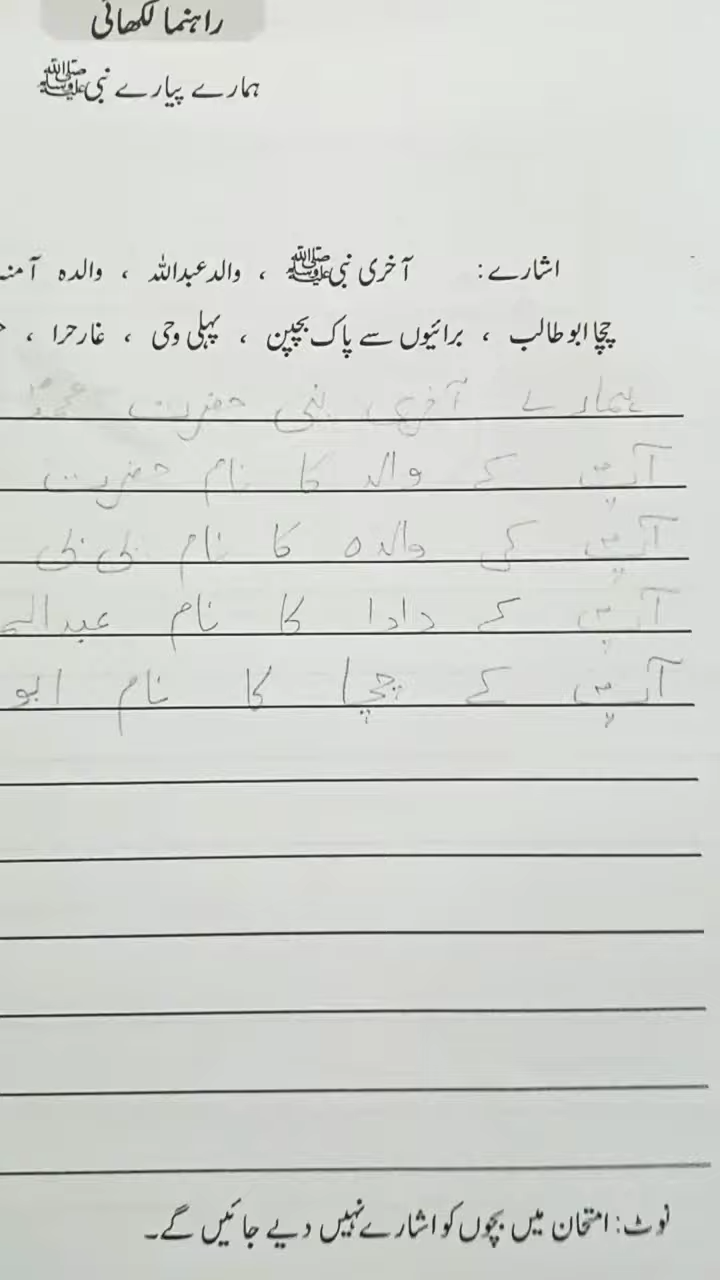 راہنما لکھائی
ہمارے پیارے نبی ﷺ
اشارے: آخری نبی ﷺ ، والد عبداللہ ، والدہ آمنہ
چچا ابو طالب ، برائیوں سے پاک بچپن ، پہلی وحی ، غار حرا ،
ہمارے آخری نبی حضرت محمدؐ
آپؐ کے والد کا نام حضرت
آپؐ کی والدہ کا نام بی بی
آپؐ کے دادا کا نام
آپؐ کے چچا کا نام ابو
نوٹ: امتحان میں بچوں کو اشارے نہیں دیے جائیں گے۔